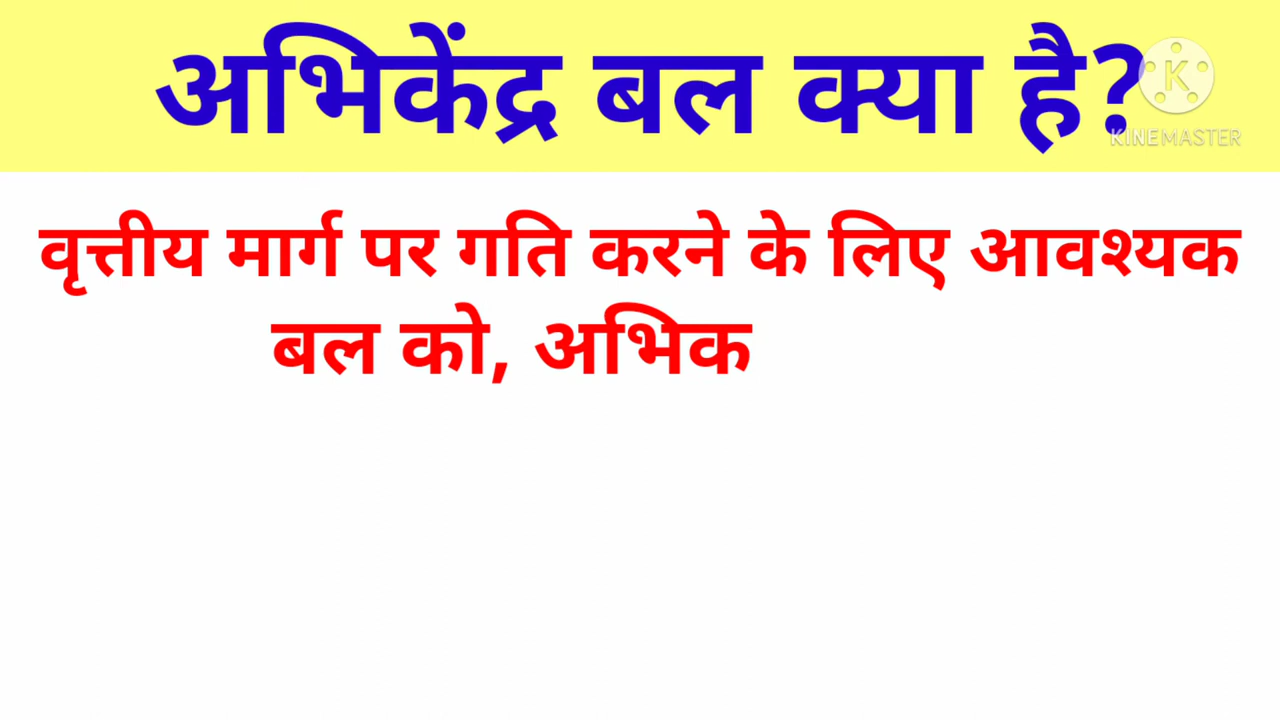 अभिकेंद्र बल क्या है?
KINEMASTER
वृत्तीय मार्ग पर गति करने के लिए आवश्यक
बल को, अभिक